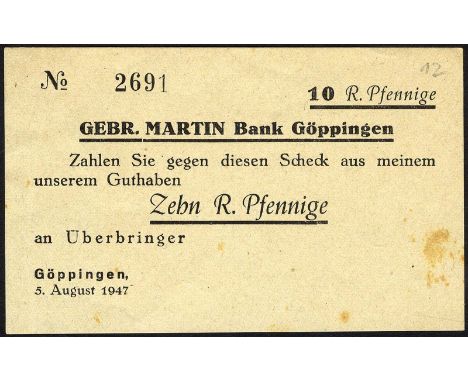 12
№ 2691
10 R. Pfennige
GEBR. MARTIN Bank Göppingen
Zahlen Sie gegen diesen Scheck aus meinem
unserem Guthaben
Zehn R. Pfennige
an Überbringer
Göppingen,
5. August 1947